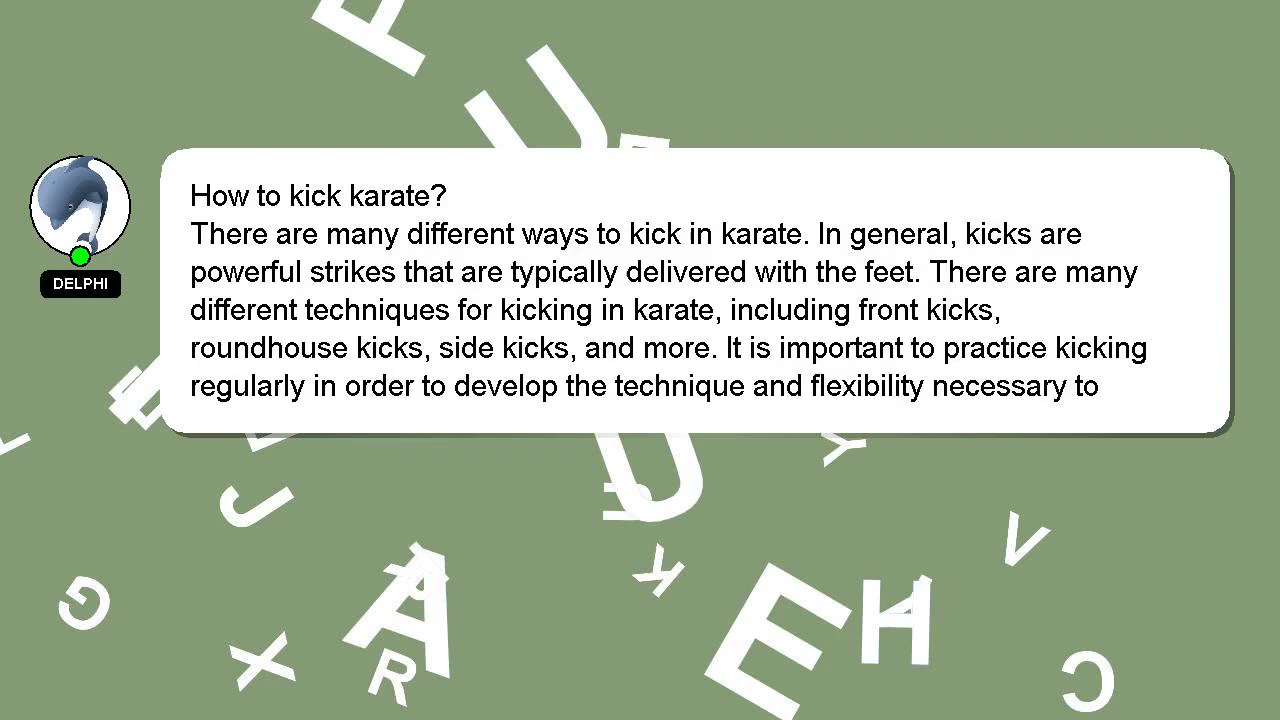 How to kick karate?
There are many different ways to kick in karate. In general, kicks are
powerful strikes that are typically delivered with the feet. There are many
different techniques for kicking in karate, including front kicks,
roundhouse kicks, side kicks, and more. It is important to practice kicking
regularly in order to develop the technique and flexibility necessary to
DELPHI
U
U
Y
J
V
K
A
G
E
H
X
R
C